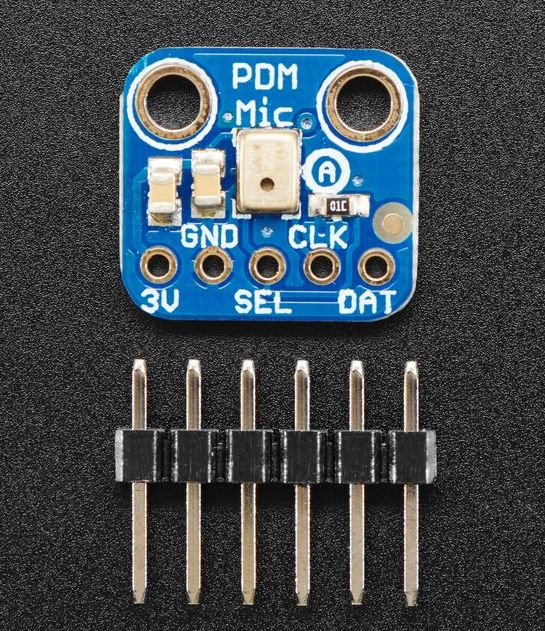 PDM
Mic
A
01C
GND CLK
3V SEL DAT